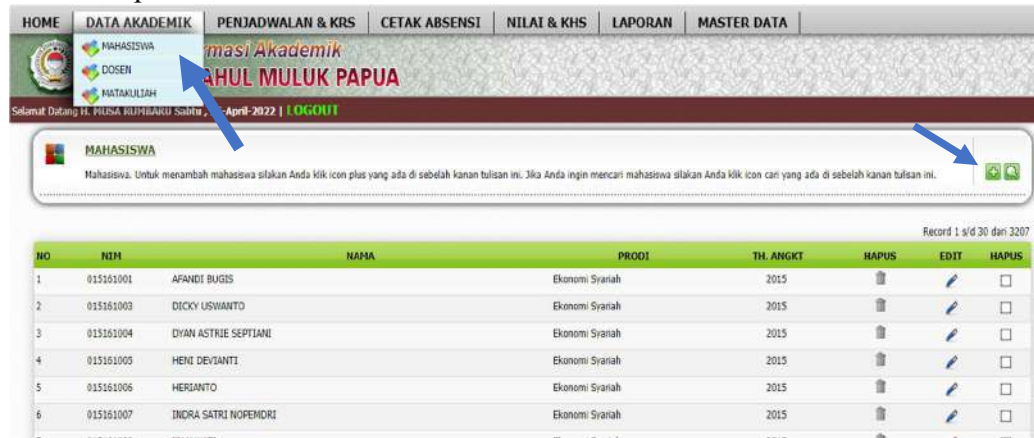 HOME DATA AKADEMIK PENJADWALAN & KRS CETAK ABSENSI NILAI & KHS LAPORAN MASTER DATA
MAHASISWA
DOSEN
MATAKULIAH
Akademik
MULUK PAPUA
Selamat Datang H. MUSA RUMBARU Sabtu , -April-2022 | LOGOUT
MAHASISWA
Mahasiswa. Untuk menambah mahasiswa silakan Anda klik icon plus yang ada di sebelah kanan tulisan ini. Jika Anda ingin mencari mahasiswa silakan Anda klik icon cari yang ada di sebelah kanan tulisan ini.
Record 1 s/d 30 dari 3207
NO NIM NAMA PRODI TH. ANGKT HAPUS EDIT HAPUS
1 015161001 AFANDI BUGIS Ekonomi Syariah 2015
2 015161003 DICKY USWANTO Ekonomi Syariah 2015
3 015161004 DYAN ASTRIE SEPTIANI Ekonomi Syariah 2015
4 015161005 HENI DEVIANTI Ekonomi Syariah 2015
5 015161006 HERIANTO Ekonomi Syariah 2015
6 015161007 INDRA SATRI NOPEMDRI Ekonomi Syariah 2015